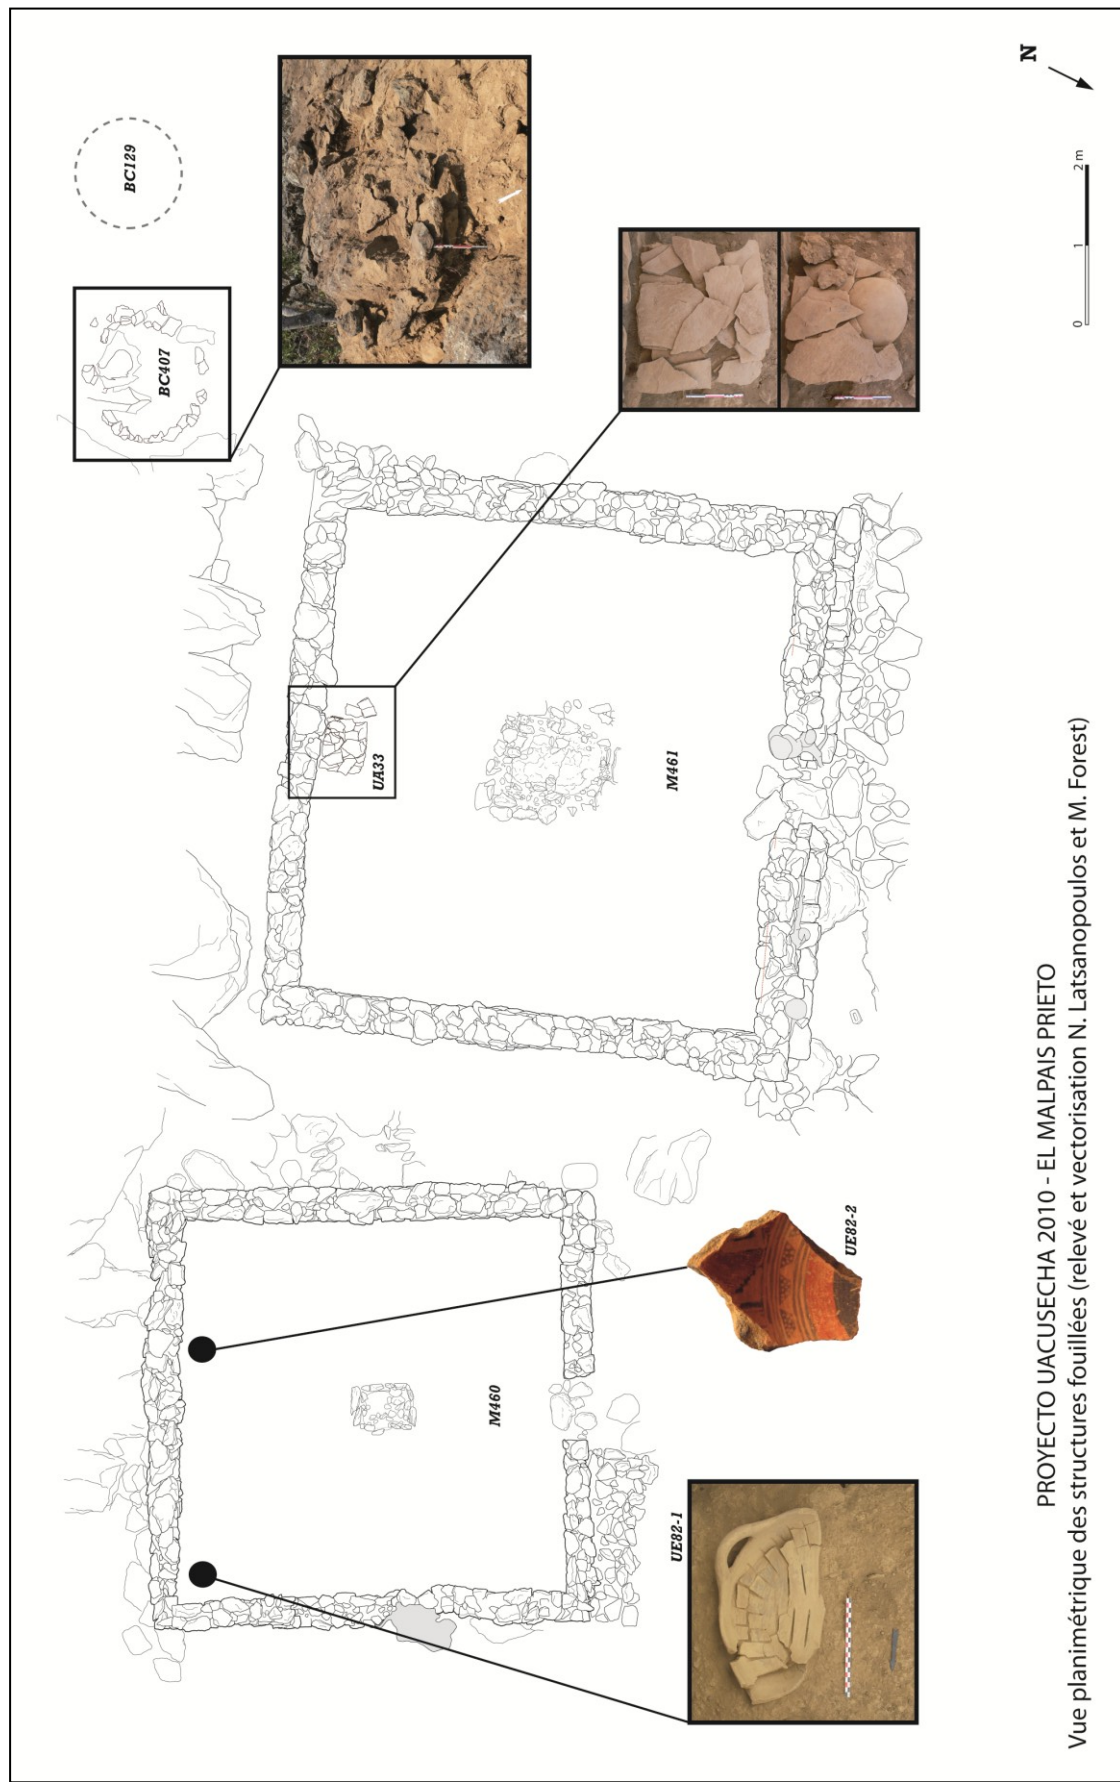 BC129
BC407
N
UA33
M461
0 1 2 m
M460
UE82-1
UE82-2
PROYECTO UACUSECHA 2010 - EL MALPAIS PRIETO
Vue planimétrique des structures fouillées (relevé et vectorisation N. Latsanopoulos et M. Forest)